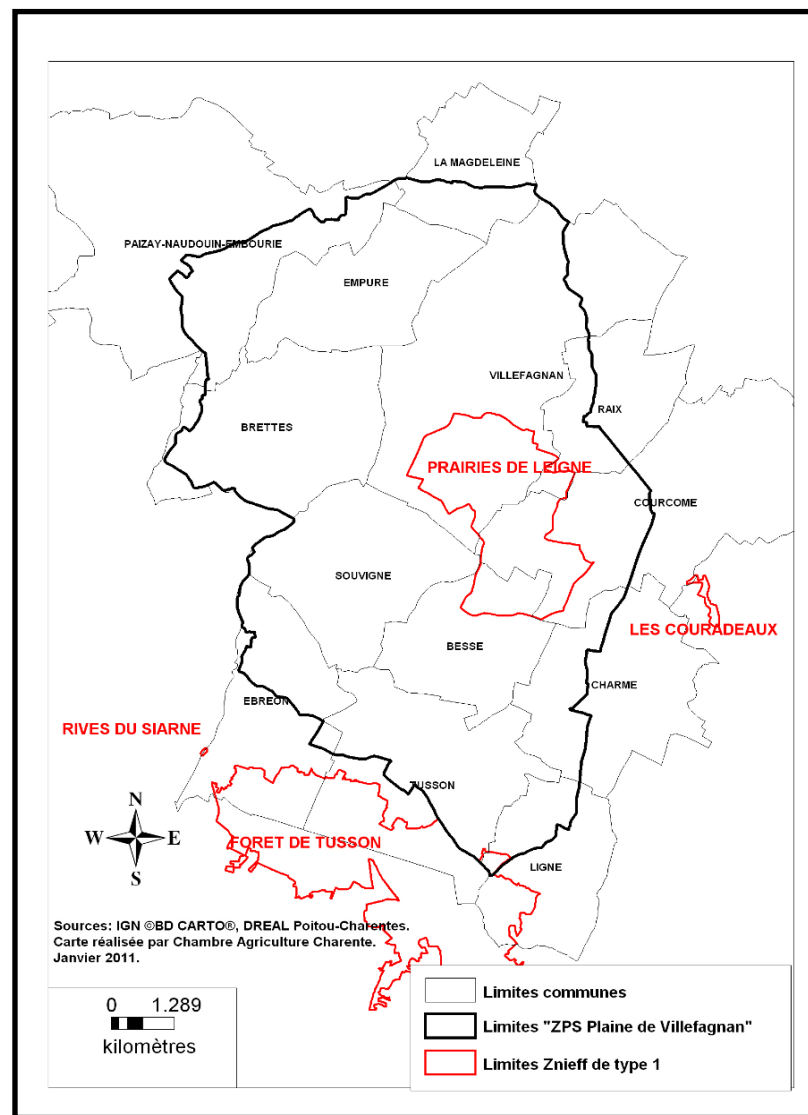 LA MAGDELEINE
PAIZAY-NAUDOUIN-EMBOURIE
EMPURE
VILLEFAGNAN
RAIX
BRETTES
PRAIRIES DE LEIGNE
COURCOME
SOUVIGNE
LES COURADEAUX
BESSE
CHARME
EBREON
RIVES DU SIARNE
TUSSON
N
W E
S
FORET DE TUSSON
LIGNE
Sources: IGN ©BD CARTO®, DREAL Poitou-Charentes.
Carte réalisée par Chambre Agriculture Charente.
Janvier 2011.
0 1.289
kilomètres
Limites communes
Limites "ZPS Plaine de Villefagnan"
Limites Znieff de type 1